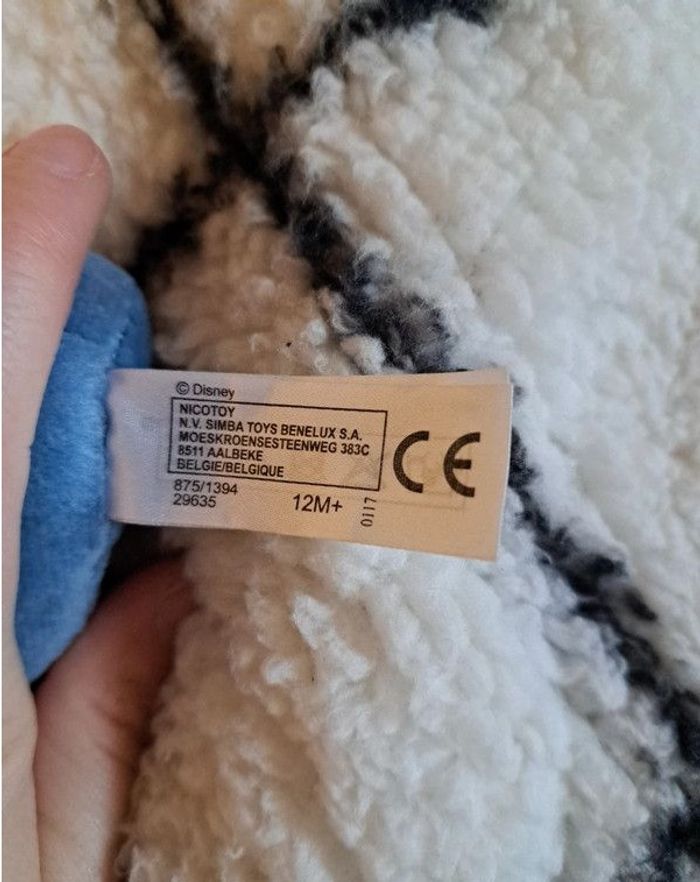 © Disney
NICOTOY
N.V. SIMBA TOYS BENELUX S.A.
MOESKROENSESTEENWEG 383C
8511 AALBEKE
BELGIE/BELGIQUE
875/1394
29635
12M+
0117
CE